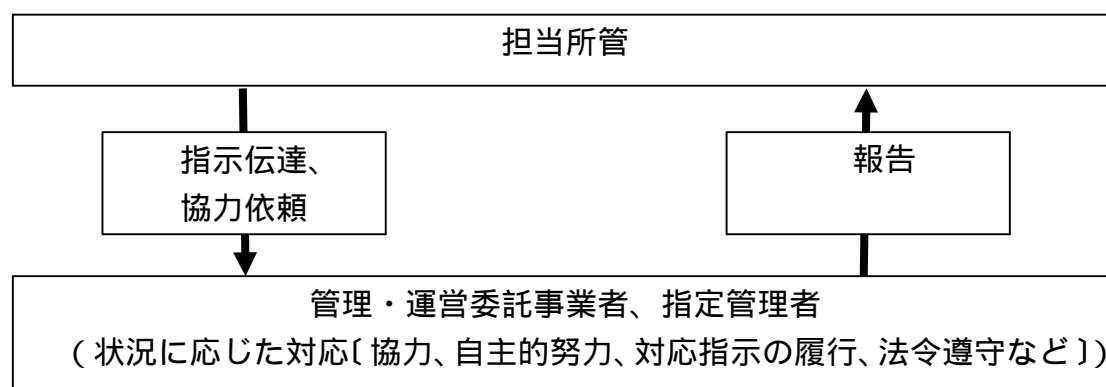 担当所管
指示伝達、
協力依頼
報告
管理・運営委託事業者、指定管理者
（状況に応じた対応〔協力、自主的努力、対応指示の履行、法令遵守など〕）